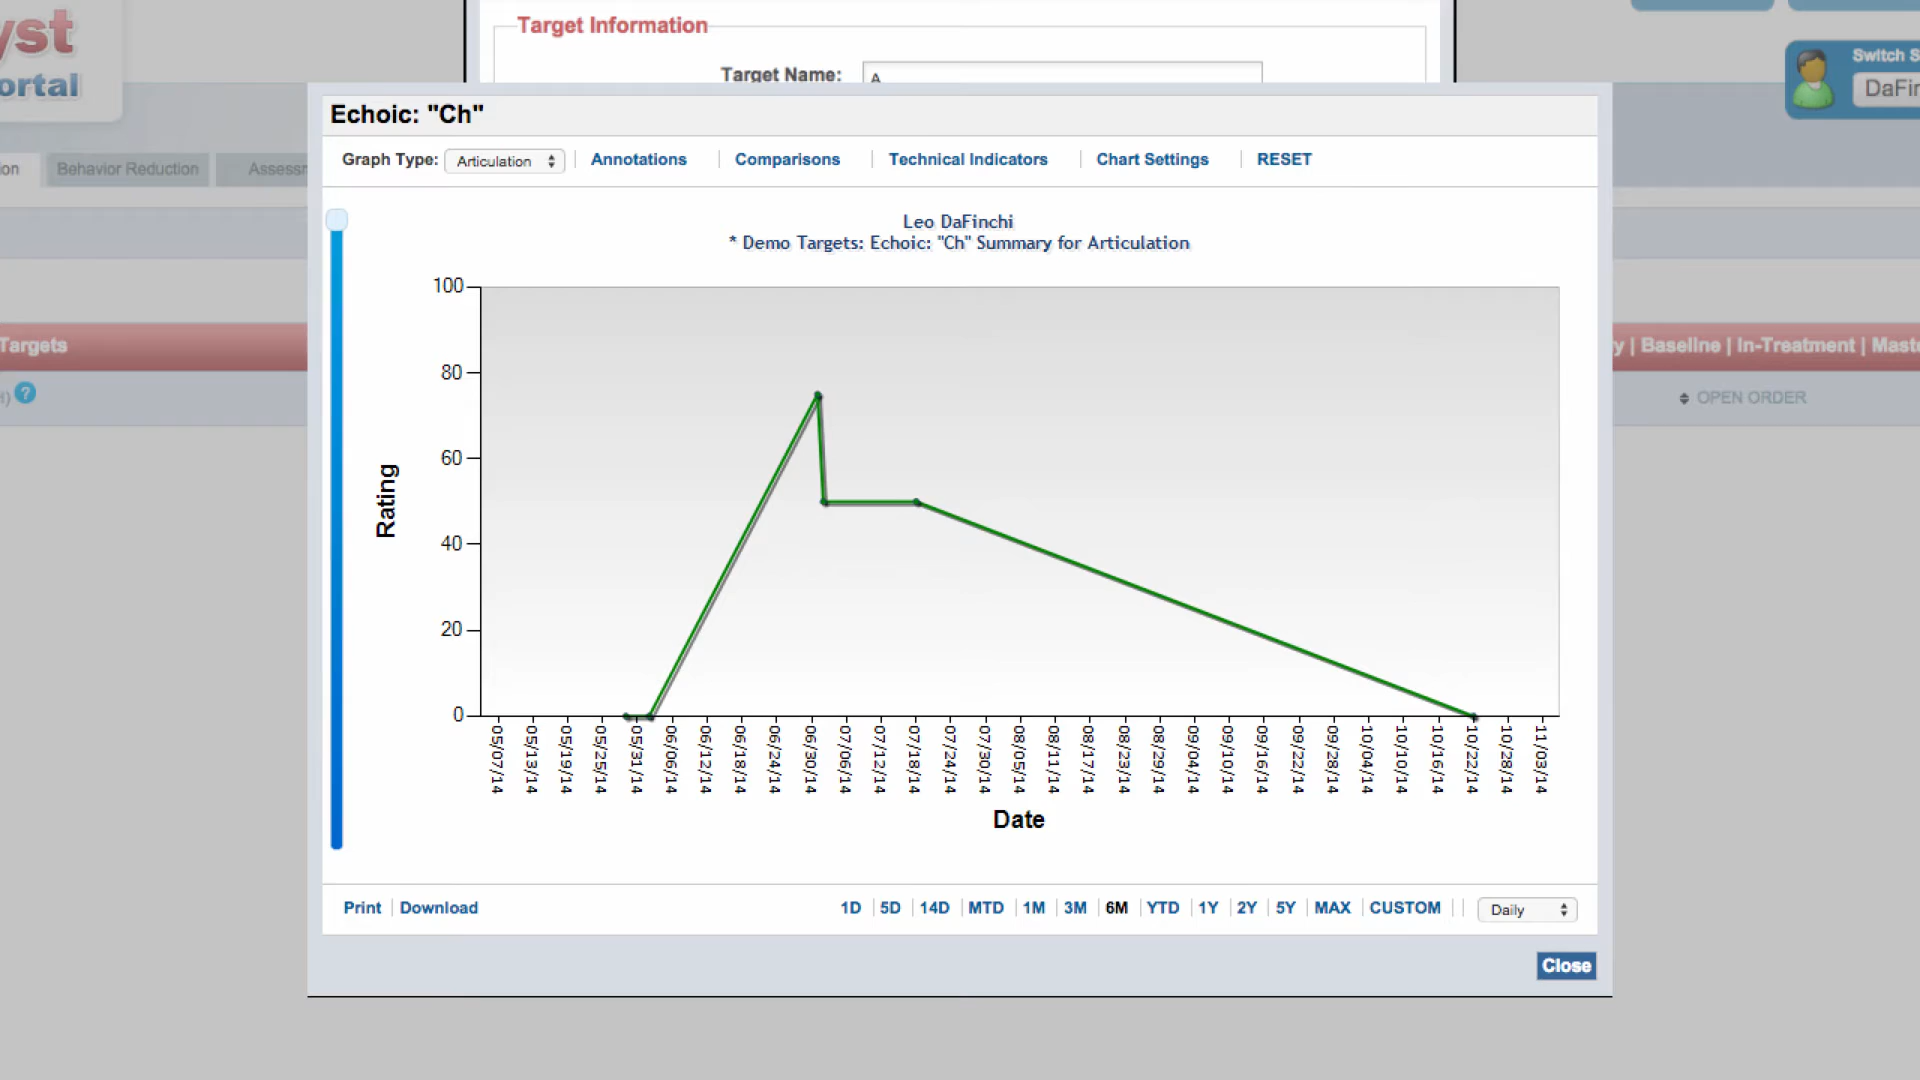 Target Information
Target Name: A
yst
ortal
Switch S
DaFin
on Behavior Reduction Assessm
Echoic: "Ch"
Graph Type: Articulation | Annotations | Comparisons | Technical Indicators | Chart Settings | RESET
Leo DaFinchi
* Demo Targets: Echoic: "Ch" Summary for Articulation
100
80
60
40
20
0
Rating
05/07/14 05/13/14 05/19/14 05/25/14 05/31/14 06/06/14 06/12/14 06/18/14 06/24/14 06/30/14 07/06/14 07/12/14 07/18/14 07/24/14 07/30/14 08/05/14 08/11/14 08/17/14 08/23/14 08/29/14 09/04/14 09/10/14 09/16/14 09/22/14 09/28/14 10/04/14 10/10/14 10/16/14 10/22/14 10/28/14 11/03/14
Date
Targets
y | Baseline | In-Treatment | Maste
?
OPEN ORDER
Print | Download
1D | 5D | 14D | MTD | 1M | 3M | 6M | YTD | 1Y | 2Y | 5Y | MAX | CUSTOM | | Daily
Close